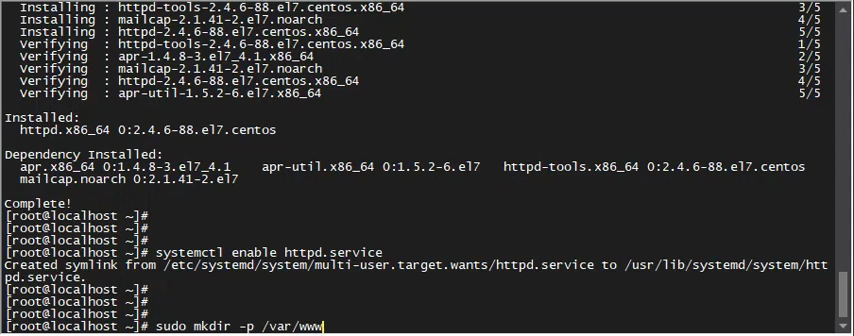 Installing : httpd-tools-2.4.6-88.el7.centos.x86_64 3/5
Installing : mailcap-2.1.41-2.el7.noarch 4/5
Installing : httpd-2.4.6-88.el7.centos.x86_64 5/5
Verifying : httpd-tools-2.4.6-88.el7.centos.x86_64 1/5
Verifying : apr-1.4.8-3.el7_4.1.x86_64 2/5
Verifying : mailcap-2.1.41-2.el7.noarch 3/5
Verifying : httpd-2.4.6-88.el7.centos.x86_64 4/5
Verifying : apr-util-1.5.2-6.el7.x86_64 5/5
Installed:
httpd.x86_64 0:2.4.6-88.el7.centos
Dependency Installed:
apr.x86_64 0:1.4.8-3.el7_4.1 apr-util.x86_64 0:1.5.2-6.el7 httpd-tools.x86_64 0:2.4.6-88.el7.centos
mailcap.noarch 0:2.1.41-2.el7
Complete!
[root@localhost ~]#
[root@localhost ~]#
[root@localhost ~]#
[root@localhost ~]# systemctl enable httpd.service
Created symlink from /etc/systemd/system/multi-user.target.wants/httpd.service to /usr/lib/systemd/system/htt
pd.service.
[root@localhost ~]#
[root@localhost ~]#
[root@localhost ~]#
[root@localhost ~]# sudo mkdir -p /var/www